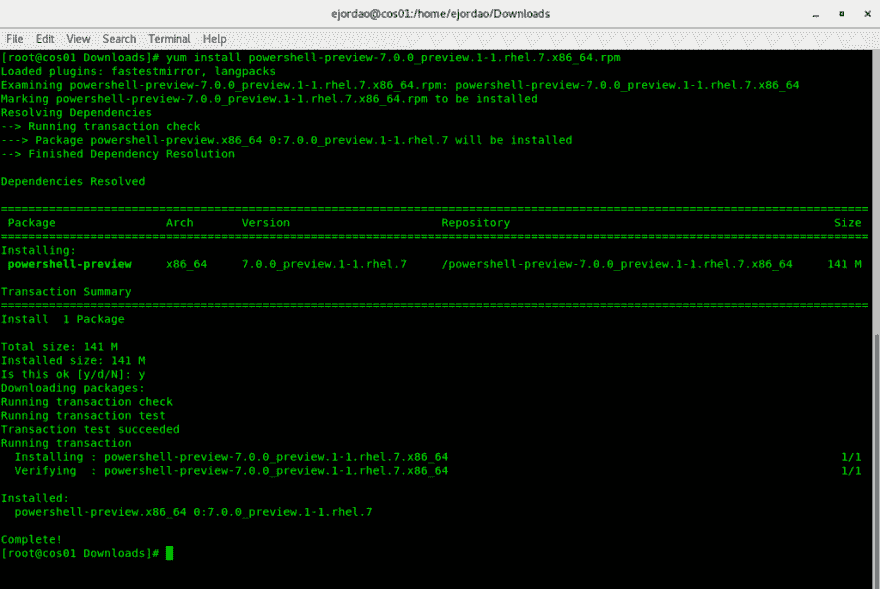 ejordao@cos01:/home/ejordao/Downloads
File Edit View Search Terminal Help
[root@cos01 Downloads]# yum install powershell-preview-7.0.0_preview.1-1.rhel.7.x86_64.rpm
Loaded plugins: fastestmirror, langpacks
Examining powershell-preview-7.0.0_preview.1-1.rhel.7.x86_64.rpm: powershell-preview-7.0.0_preview.1-1.rhel.7.x86_64
Marking powershell-preview-7.0.0_preview.1-1.rhel.7.x86_64.rpm to be installed
Resolving Dependencies
--> Running transaction check
---> Package powershell-preview.x86_64 0:7.0.0_preview.1-1.rhel.7 will be installed
--> Finished Dependency Resolution
Dependencies Resolved
================================================================================
Package Arch Version Repository Size
================================================================================
Installing:
powershell-preview x86_64 7.0.0_preview.1-1.rhel.7 /powershell-preview-7.0.0_preview.1-1.rhel.7.x86_64 141 M
Transaction Summary
================================================================================
Install 1 Package
Total size: 141 M
Installed size: 141 M
Is this ok [y/d/N]: y
Downloading packages:
Running transaction check
Running transaction test
Transaction test succeeded
Running transaction
Installing : powershell-preview-7.0.0_preview.1-1.rhel.7.x86_64 1/1
Verifying : powershell-preview-7.0.0_preview.1-1.rhel.7.x86_64 1/1
Installed:
powershell-preview.x86_64 0:7.0.0_preview.1-1.rhel.7
Complete!
[root@cos01 Downloads]#